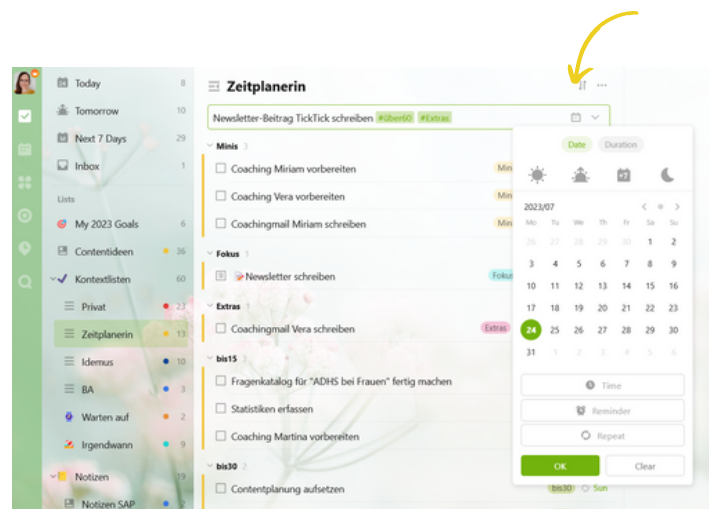 Today 8
Tomorrow 10
Next 7 Days 29
Inbox 1
Lists
My 2023 Goals 6
Contentideen 36
Kontextlisten 60
Privat 23
Zeitplanerin 13
Idemus 10
BA 3
Warten auf 2
Irgendwann 9
Notizen 19
Notizen SAP 2
Zeitplanerin
Newsletter-Beitrag TickTick schreiben #über60 #Extras
Minis 3
Coaching Miriam vorbereiten Min
Coaching Vera vorbereiten Min
Coachingmail Miriam schreiben Min
Fokus 1
Newsletter schreiben Fokus
Extras 1
Coachingmail Vera schreiben Extras
bis15 3
Fragenkatalog für "ADHS bei Frauen" fertig machen
Statistiken erfassen
Coaching Martina vorbereiten
bis30 2
Contentplanung aufsetzen bis30 Sun
Date Duration
+7
2023/07
Mo Tu We Th Fr Sa Su
26 27 28 29 30 1 2
3 4 5 6 7 8 9
10 11 12 13 14 15 16
17 18 19 20 21 22 23
24 25 26 27 28 29 30
31 1 2 3 4 5 6
Time
Reminder
Repeat
OK Clear